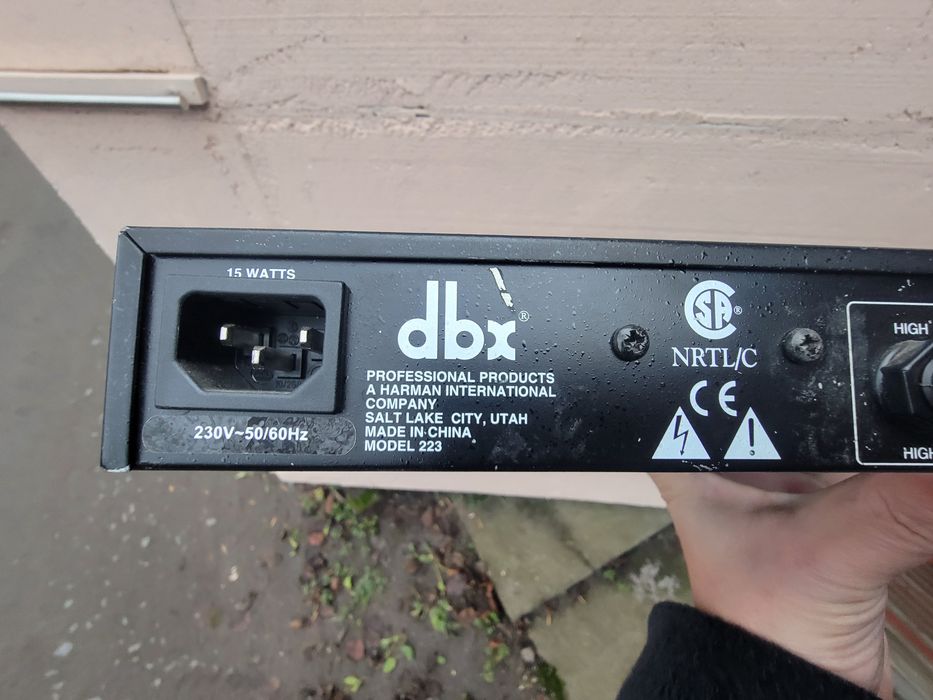 15 WATTS
230V~50/60Hz
dbx®
PROFESSIONAL PRODUCTS
A HARMAN INTERNATIONAL
COMPANY
SALT LAKE CITY, UTAH
MADE IN CHINA
MODEL 223
SA®
NRTL/C
CE
HIGH
HIGH